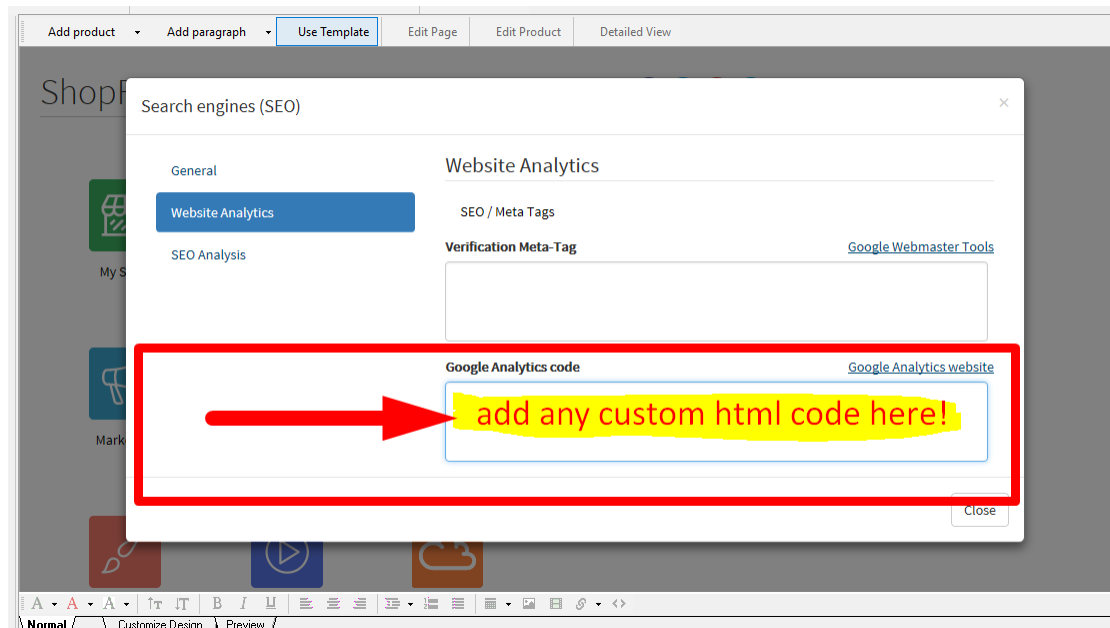 Add product Add paragraph Use Template Edit Page Edit Product Detailed View
Search engines (SEO) ×
General
Website Analytics
SEO Analysis
Website Analytics
SEO / Meta Tags
Verification Meta-Tag Google Webmaster Tools
Google Analytics code Google Analytics website
add any custom html code here!
Close
Normal Customize Design Preview